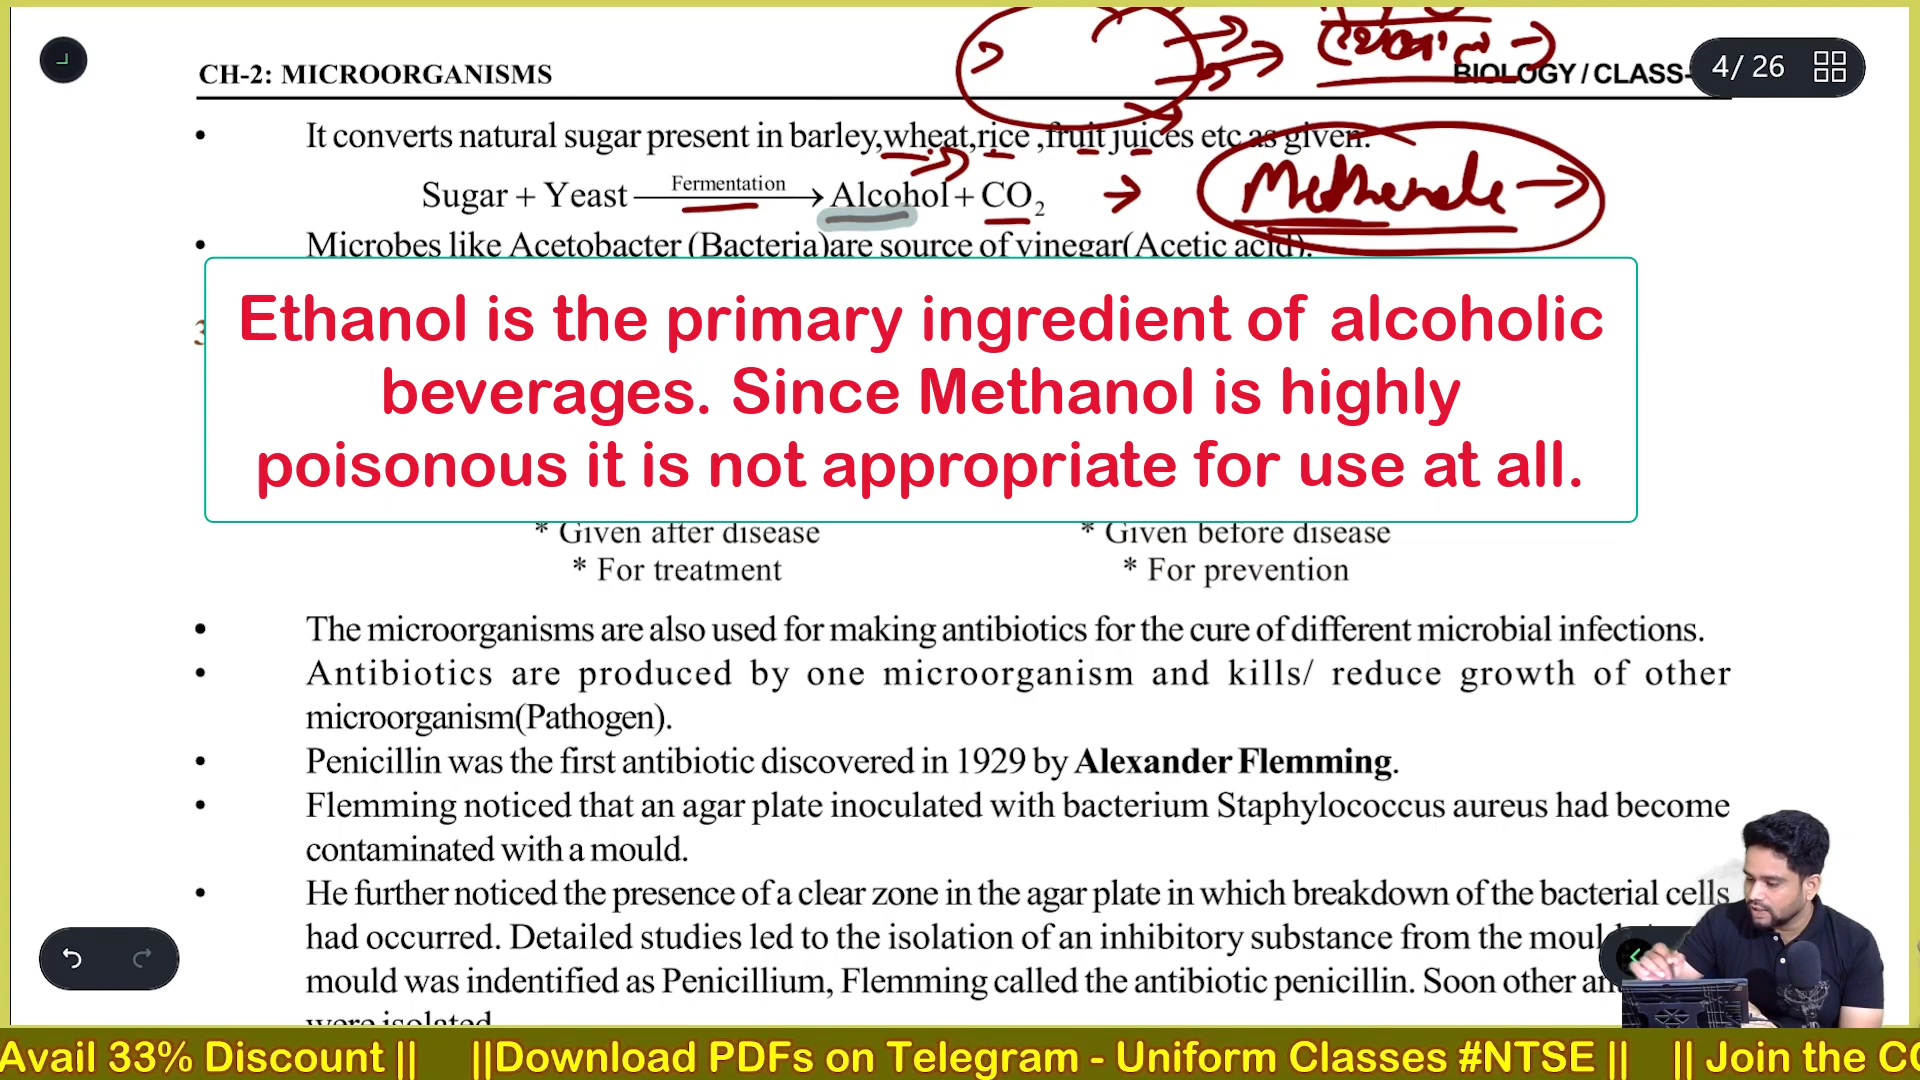 CH-2: MICROORGANISMS
BIOLOGY / CLASS-
4/ 26
• It converts natural sugar present in barley,wheat,rice ,fruit juices etc as given.
Sugar + Yeast Fermentation Alcohol + CO2
• Microbes like Acetobacter (Bacteria)are source of vinegar(Acetic acid).
3
Ethanol is the primary ingredient of alcoholic
beverages. Since Methanol is highly
poisonous it is not appropriate for use at all.
* Given after disease * Given before disease
* For treatment * For prevention
• The microorganisms are also used for making antibiotics for the cure of different microbial infections.
• Antibiotics are produced by one microorganism and kills/ reduce growth of other
microorganism(Pathogen).
• Penicillin was the first antibiotic discovered in 1929 by Alexander Flemming.
• Flemming noticed that an agar plate inoculated with bacterium Staphylococcus aureus had become
contaminated with a mould.
• He further noticed the presence of a clear zone in the agar plate in which breakdown of the bacterial cells
had occurred. Detailed studies led to the isolation of an inhibitory substance from the moul
mould was indentified as Penicillium, Flemming called the antibiotic penicillin. Soon other an
were isolated
Avail 33% Discount || ||Download PDFs on Telegram - Uniform Classes #NTSE || || Join the CO